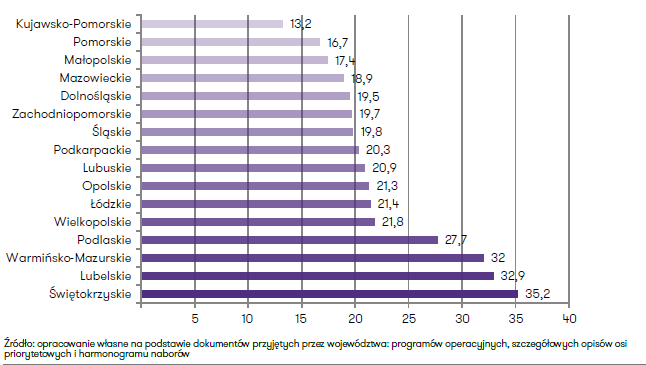 Kujawsko-Pomorskie 13,2
Pomorskie 16,7
Małopolskie 17,4
Mazowieckie 18,9
Dolnośląskie 19,5
Zachodniopomorskie 19,7
Śląskie 19,8
Podkarpackie 20,3
Lubuskie 20,9
Opolskie 21,3
Łódzkie 21,4
Wielkopolskie 21,8
Podlaskie 27,7
Warmińsko-Mazurskie 32
Lubelskie 32,9
Świętokrzyskie 35,2
5 10 15 20 25 30 35 40
Źródło: opracowanie własne na podstawie dokumentów przyjętych przez województwa: programów operacyjnych, szczegółowych opisów osi
priorytetowych i harmonogramu naborów